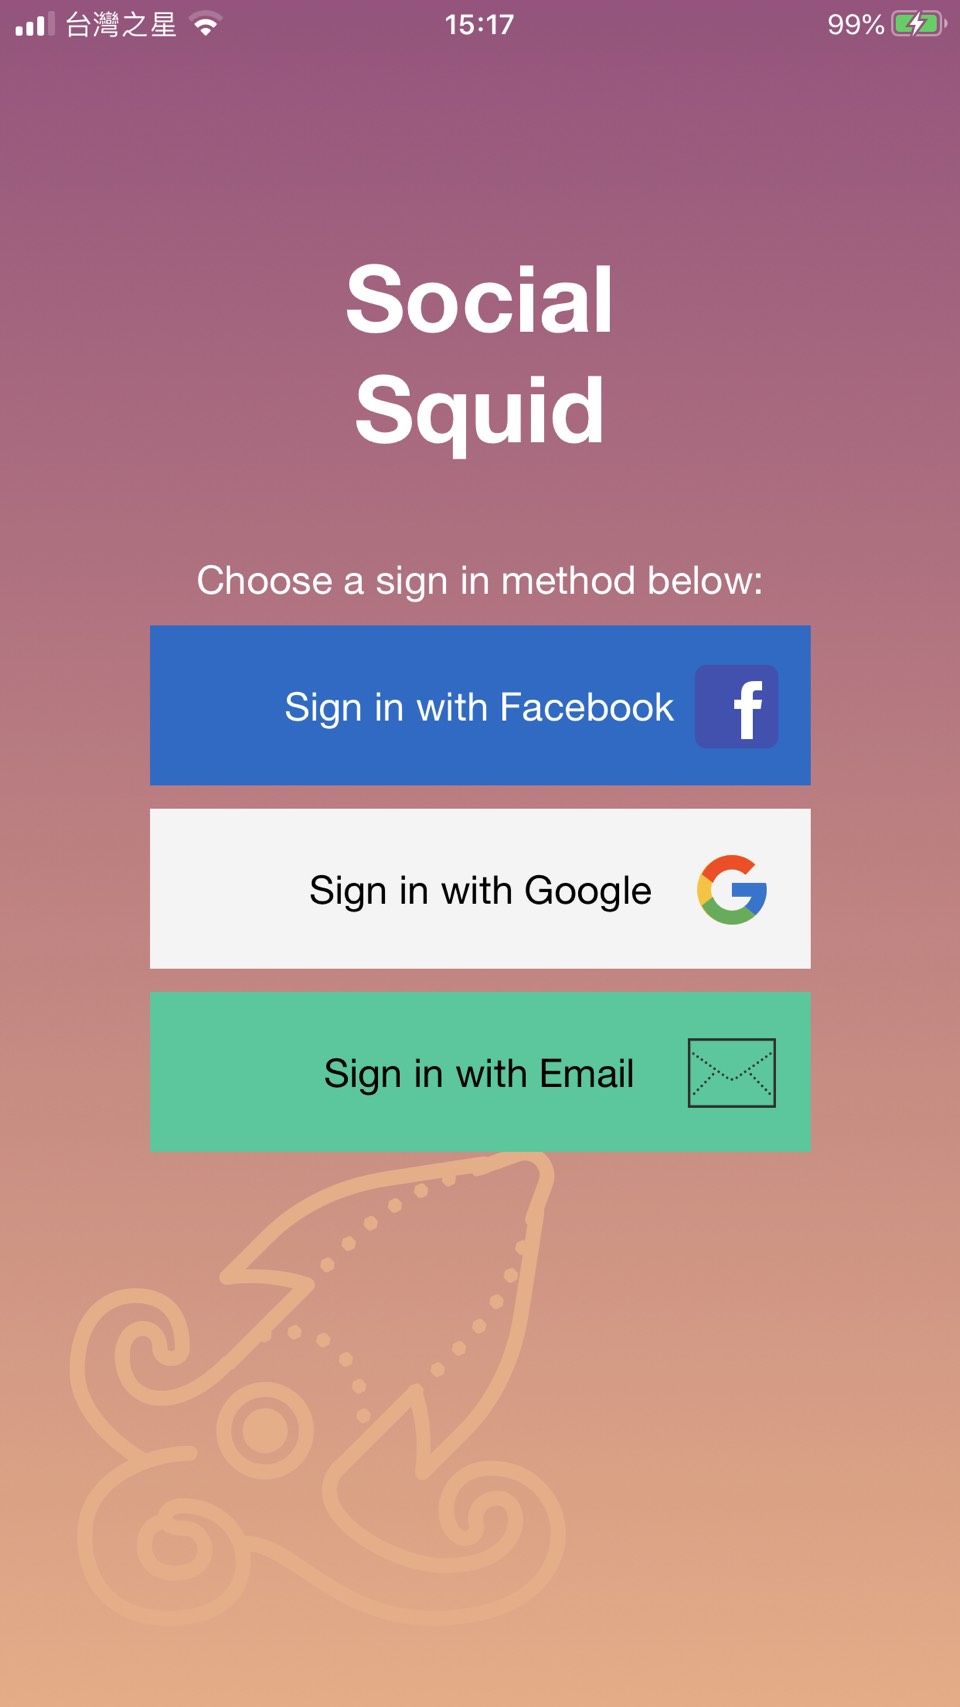 台灣之星 15:17 99%
Social
Squid
Choose a sign in method below:
Sign in with Facebook f
Sign in with Google G
Sign in with Email